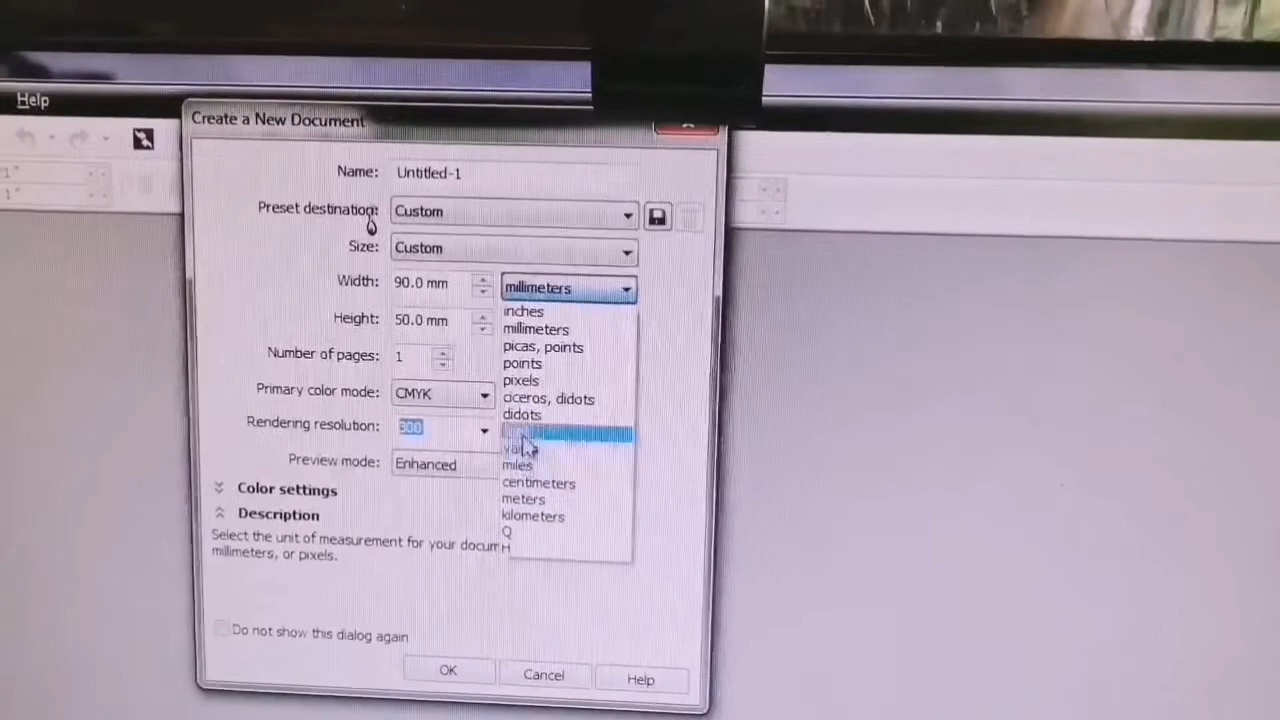 Help
Create a New Document
1"
1"
Name: Untitled-1
Preset destination: Custom
Size: Custom
Width: 90.0 mm millimeters
Height: 50.0 mm
inches
millimeters
picas, points
points
pixels
ciceros, didots
didots
miles
centimeters
meters
kilometers
Q
H
Number of pages: 1
Primary color mode: CMYK
Rendering resolution: 300
Preview mode: Enhanced
Color settings
Description
Select the unit of measurement for your docum
millimeters, or pixels.
Do not show this dialog again
OK Cancel Help